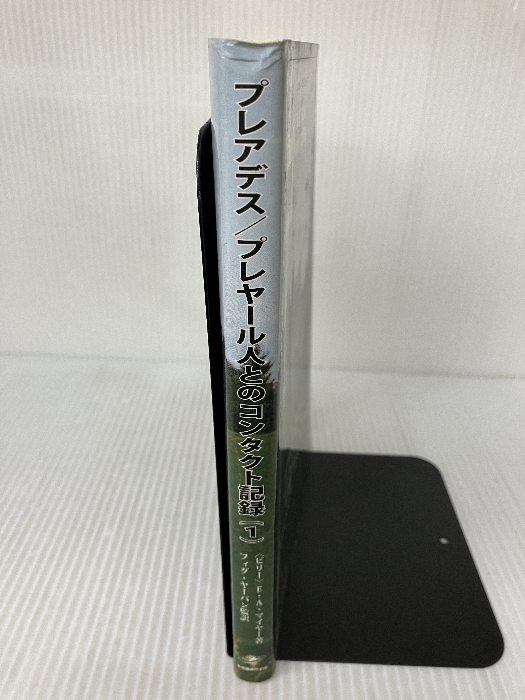 プレアデス／プレヤール人とのコンタクト記録（1）
〈ビリー〉E・A・マイヤー著
フィグ・ヤーパン監訳